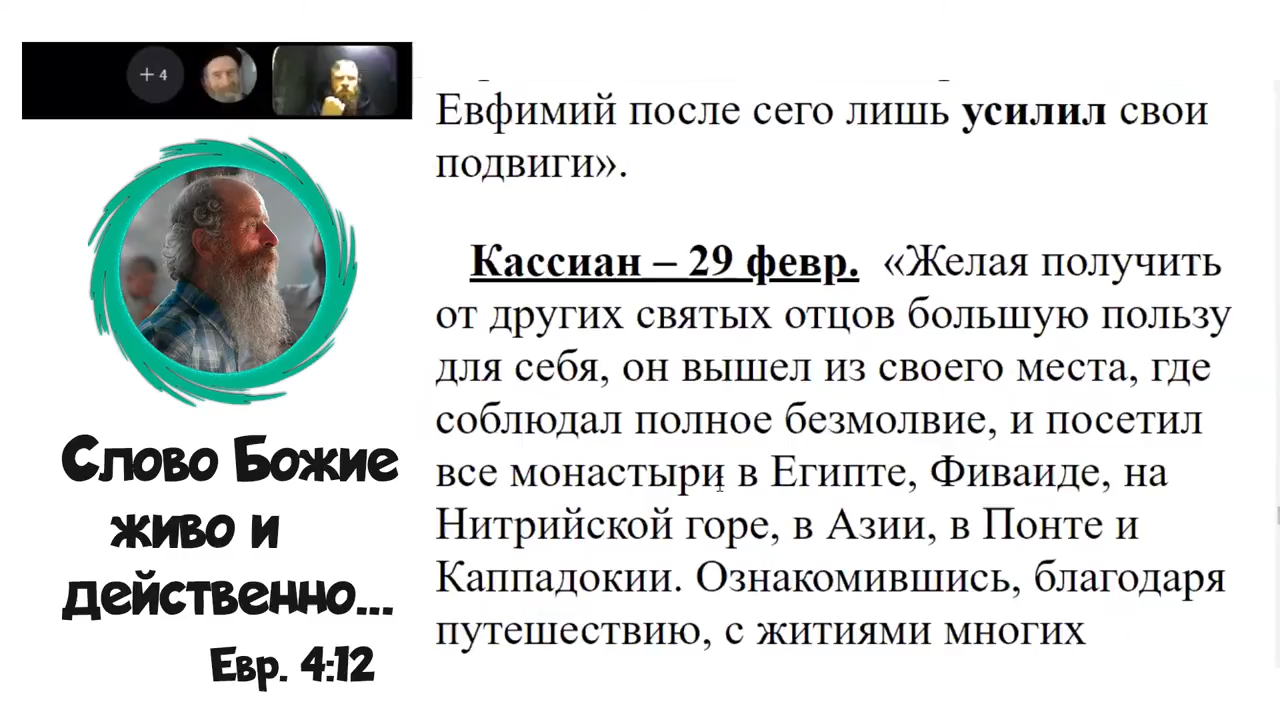 + 4
Слово Божие
живо и
действенно...
Евр. 4:12
Евфимий после сего лишь усилил свои
подвиги».
Кассиан – 29 февр. «Желая получить
от других святых отцов большую пользу
для себя, он вышел из своего места, где
соблюдал полное безмолвие, и посетил
все монастыри в Египте, Фиваиде, на
Нитрийской горе, в Азии, в Понте и
Каппадокии. Ознакомившись, благодаря
путешествию, с житиями многих